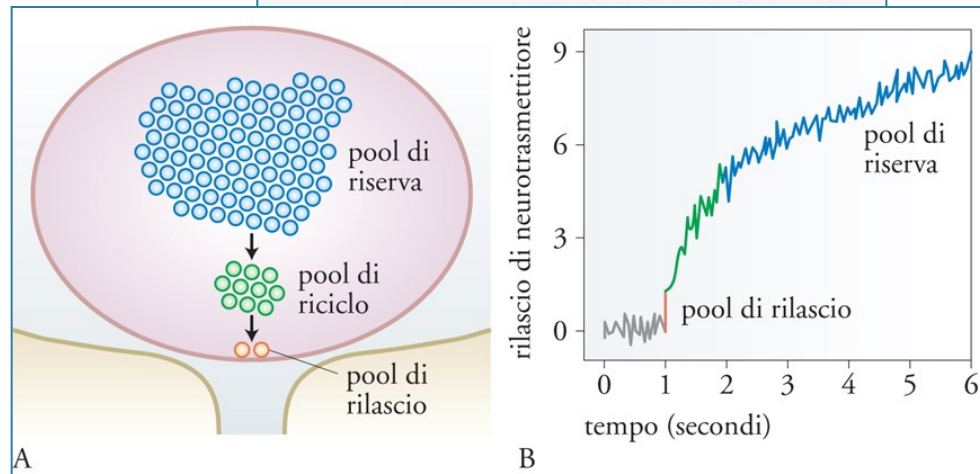 pool di
riserva
pool di
riciclo
pool di
rilascio
A
rilascio di neurotrasmettitore
9
6
3
0
pool di
riserva
pool di rilascio
0 1 2 3 4 5 6
tempo (secondi)
B